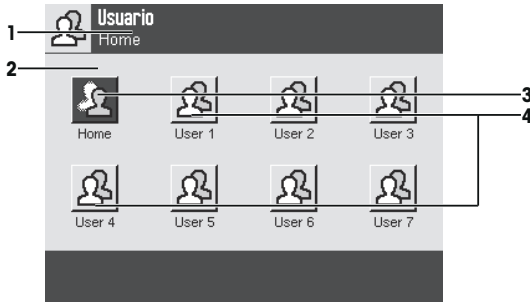 Usuario
1 Home
2
3
4
Home User 1 User 2 User 3
User 4 User 5 User 6 User 7